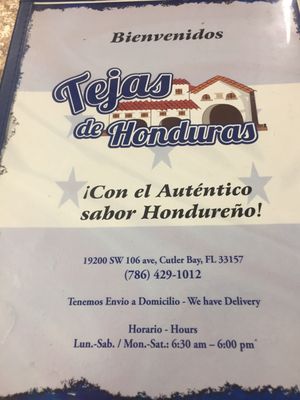 Bienvenidos
Tejas
de Honduras
¡Con el Auténtico
sabor Hondureño!
19200 SW 106 ave, Cutler Bay, FL 33157
(786) 429-1012
Tenemos Envio a Domicilio - We have Delivery
Horario - Hours
Lun.-Sab. / Mon.-Sat.: 6:30 am – 6:00 pm